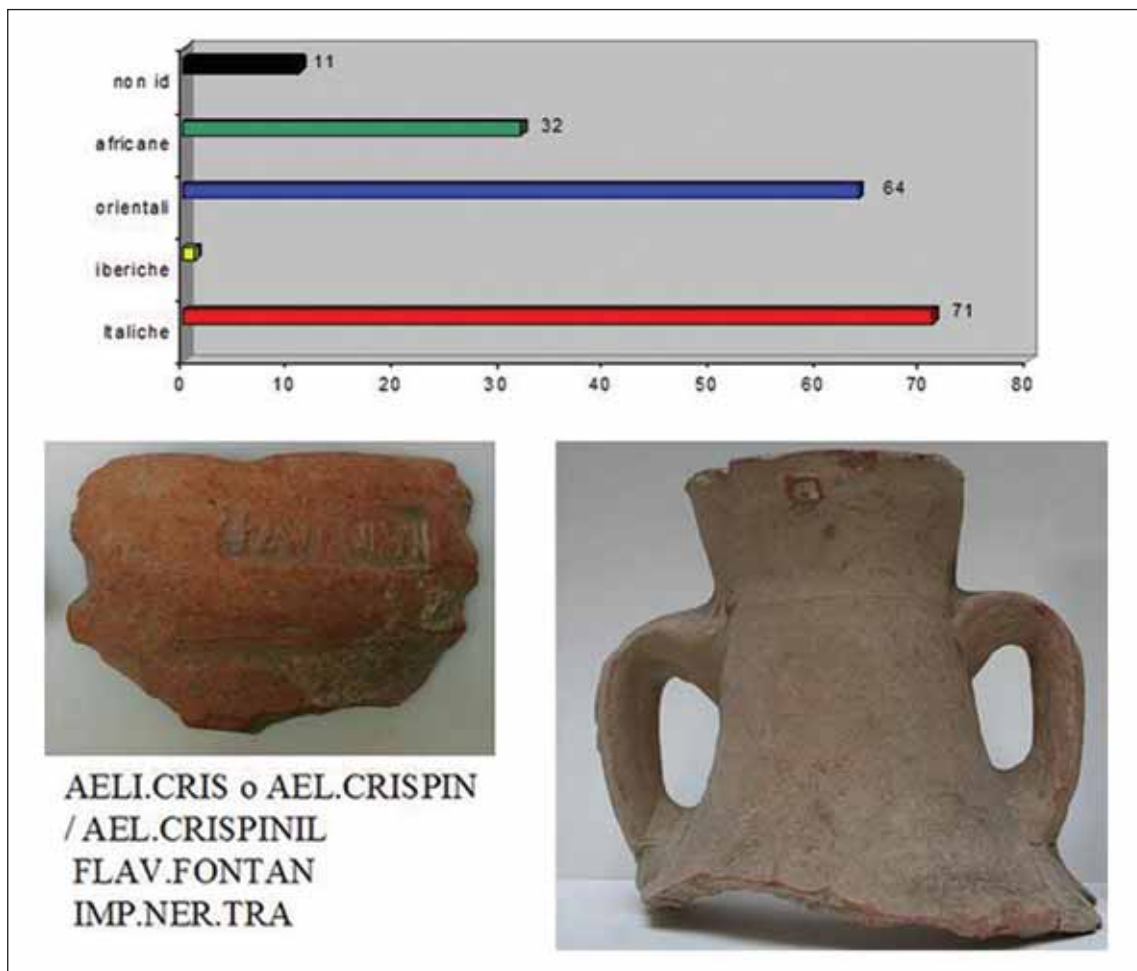 non id 11
africane 32
orientali 64
iberiche
Italiche 71
0 10 20 30 40 50 60 70 80
AELI.CRIS o AEL.CRISPIN
/ AEL.CRISPINIL
FLAV.FONTAN
IMP.NER.TRA